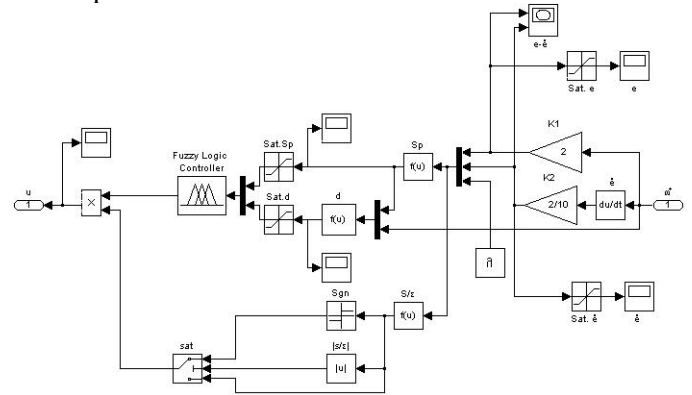 e-ė
Sat. e
e
K1
2
Sat.Sp
Sp
f(u)
Fuzzy Logic
Controller
K2
2/10
ė
du/dt
1
u
1
×
Sat.d
d
f(u)
Sgn
S/ε
f(u)
Sat. ė
ė
sat
|s/ε|
|u|